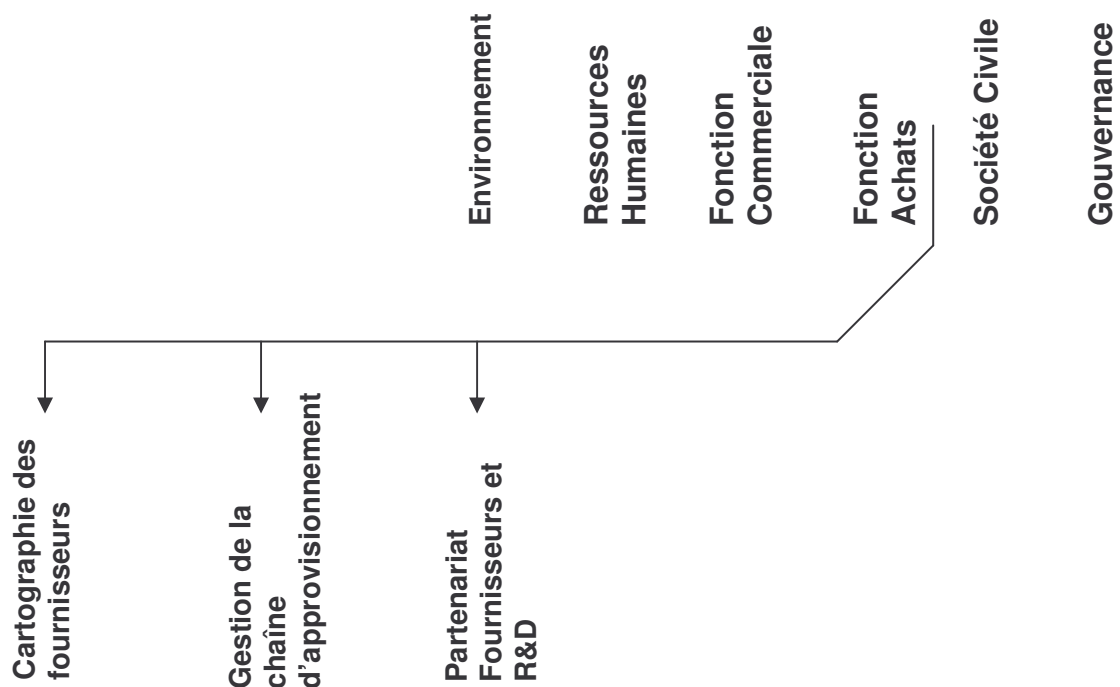 Cartographie des
fournisseurs
Gestion de la
chaîne
d'approvisionnement
Partenariat
Fournisseurs et
R&D
Environnement
Ressources
Humaines
Fonction
Commerciale
Fonction
Achats
Société Civile
Gouvernance